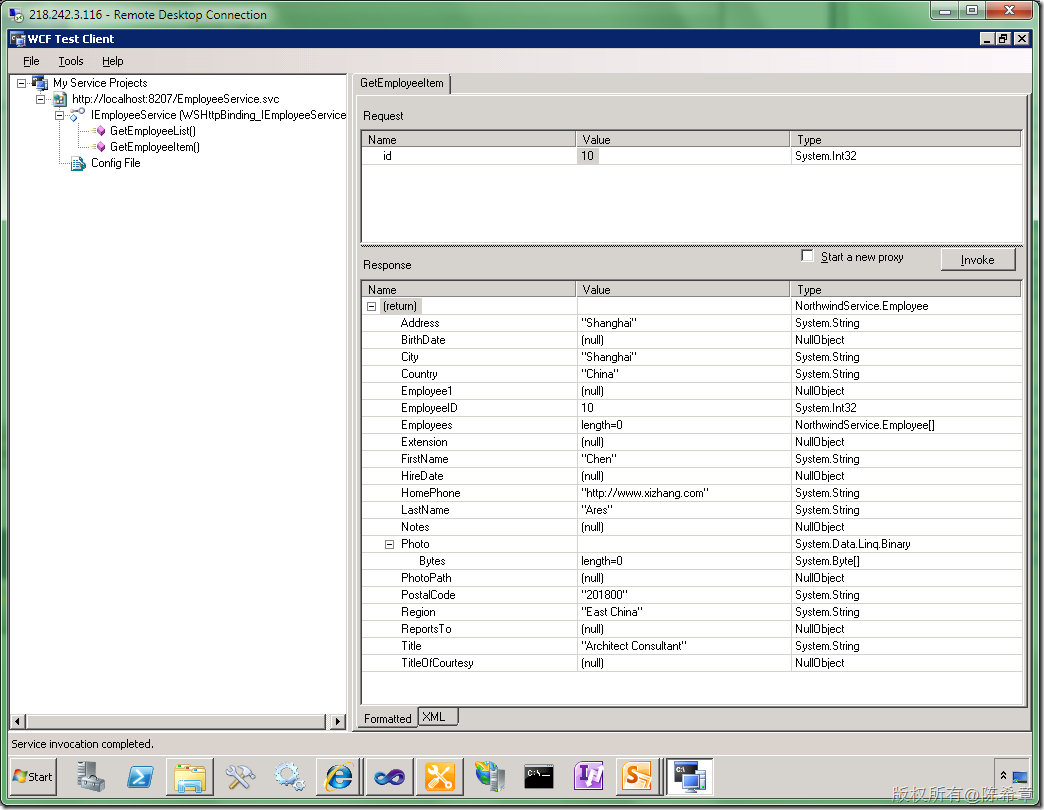 218.242.3.116 - Remote Desktop Connection
WCF Test Client
File Tools Help
My Service Projects
http://localhost:8207/EmployeeService.svc
IEmployeeService (WSHttpBinding_IEmployeeService
GetEmployeeList()
GetEmployeeItem()
Config File
GetEmployeeItem
Request
Name Value Type
id 10 System.Int32
Start a new proxy Invoke
Response
Name Value Type
(return) NorthwindService.Employee
Address "Shanghai" System.String
BirthDate (null) NullObject
City "Shanghai" System.String
Country "China" System.String
Employee1 (null) NullObject
EmployeeID 10 System.Int32
Employees length=0 NorthwindService.Employee[]
Extension (null) NullObject
FirstName "Chen" System.String
HireDate (null) NullObject
HomePhone "http://www.xizhang.com" System.String
LastName "Ares" System.String
Notes (null) NullObject
Photo System.Data.Linq.Binary
Bytes length=0 System.Byte[]
PhotoPath (null) NullObject
PostalCode "201800" System.String
Region "East China" System.String
ReportsTo (null) NullObject
Title "Architect Consultant" System.String
TitleOfCourtesy (null) NullObject
Formatted XML
Service invocation completed.
Start
版权所有@陈希章